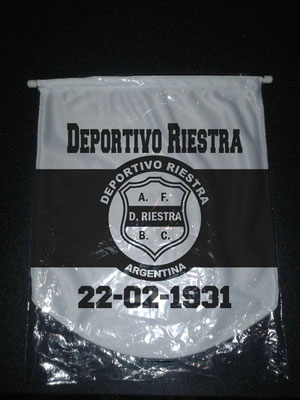 DEPORTIVO RIESTRA
DEPORTIVO RIESTRA
A. F.
D. RIESTRA
B. C.
ARGENTINA
22-02-1931